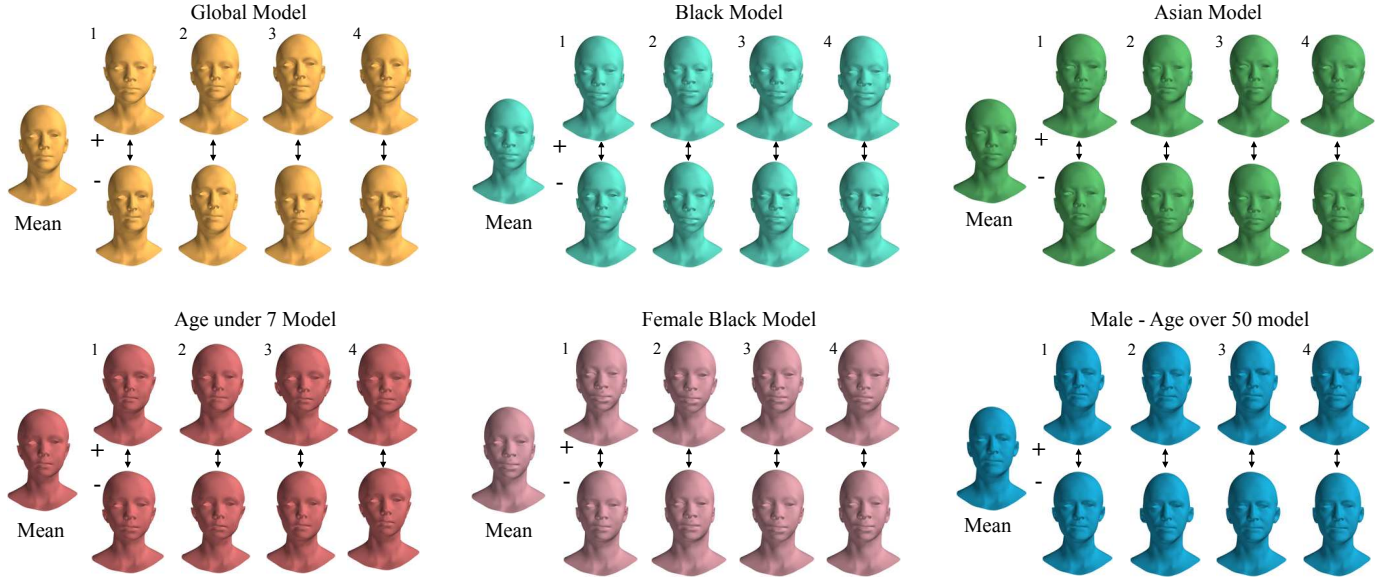 Global Model
1 2 3 4
+
-
Mean
Black Model
1 2 3 4
+
-
Mean
Asian Model
1 2 3 4
+
-
Mean
Age under 7 Model
1 2 3 4
+
-
Mean
Female Black Model
1 2 3 4
+
-
Mean
Male - Age over 50 model
1 2 3 4
+
-
Mean